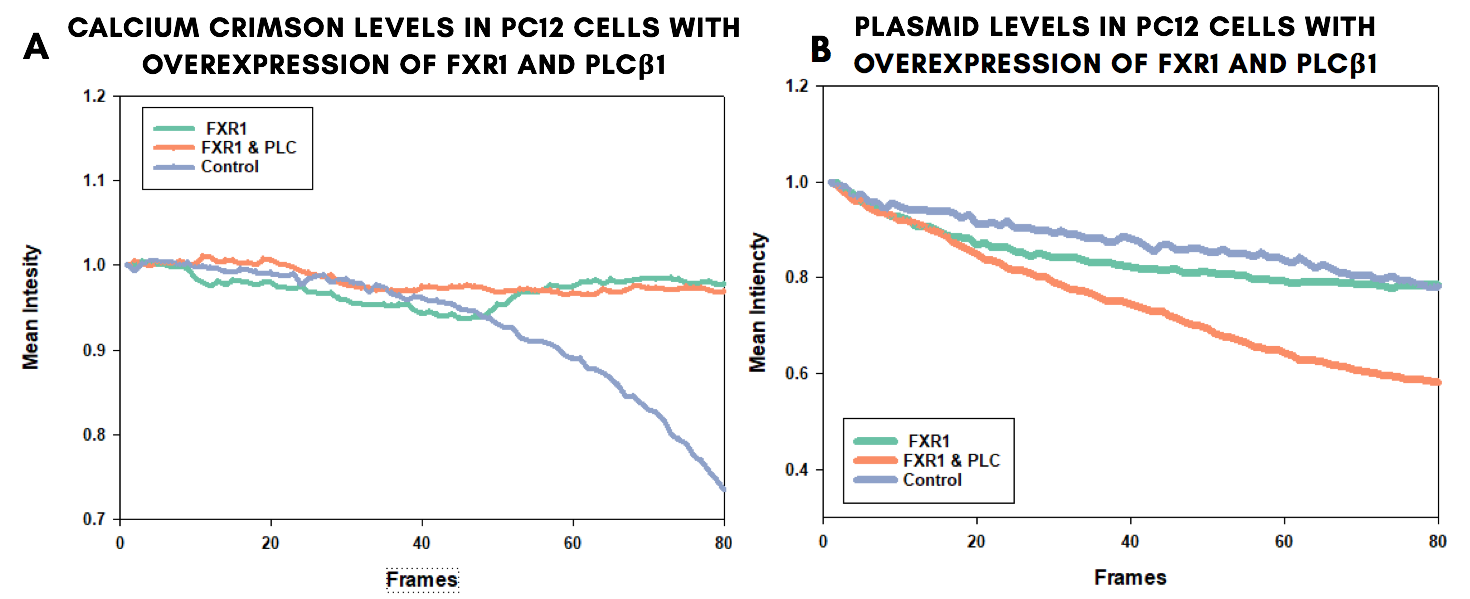 A
CALCIUM CRIMSON LEVELS IN PC12 CELLS WITH
OVEREXPRESSION OF FXR1 AND PLCβ1
1.2
1.1
1.0
0.9
0.8
0.7
Mean Intesity
FXR1
FXR1 & PLC
Control
0
20
40
60
80
Frames
B
PLASMID LEVELS IN PC12 CELLS WITH
OVEREXPRESSION OF FXR1 AND PLCβ1
1.2
1.0
0.8
0.6
0.4
Mean Intiencty
FXR1
FXR1 & PLC
Control
0
20
40
60
80
Frames